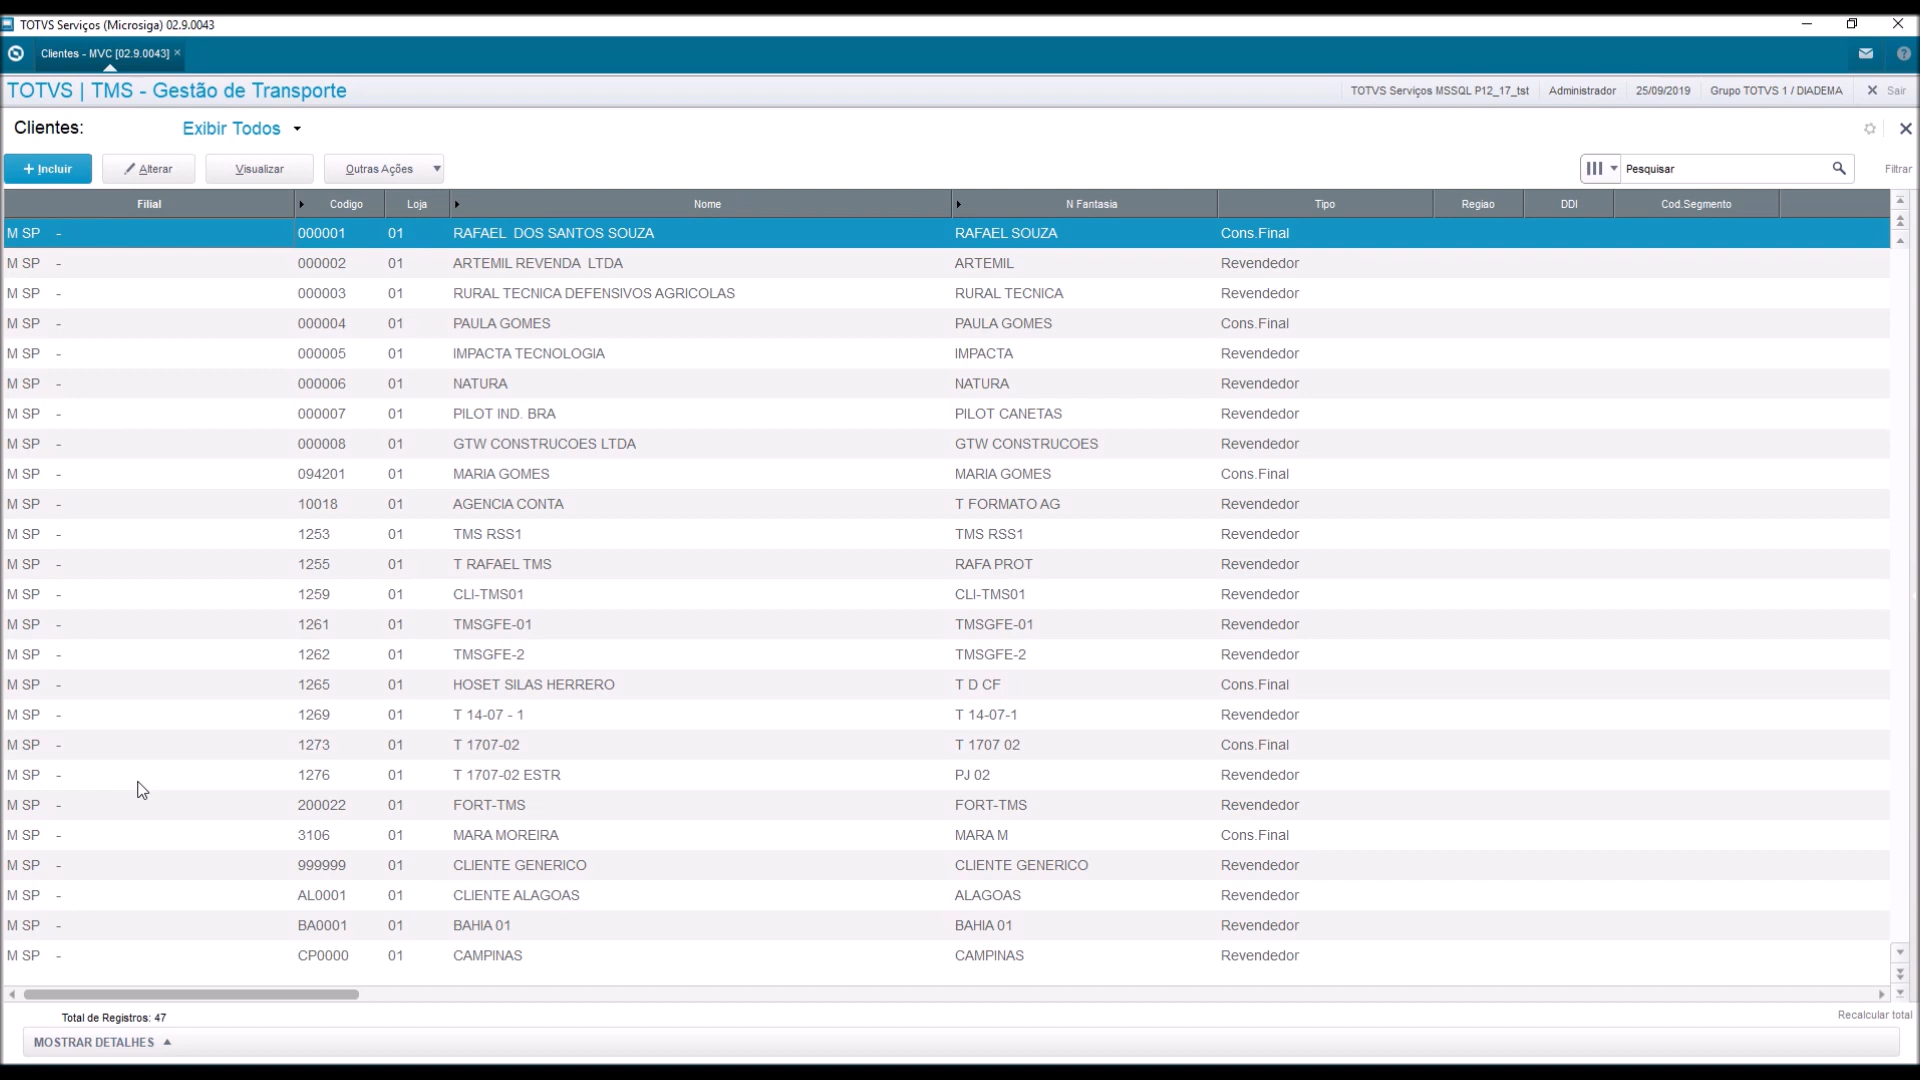 TOTVS Serviços (Microsiga) 02.9.0043
Clientes - MVC [02.9.0043] ×
TOTVS | TMS - Gestão de Transporte
TOTVS Serviços MSSQL P12_17_tst Administrador 25/09/2019 Grupo TOTVS 1 / DIADEMA Sair
Clientes: Exibir Todos
+ Incluir Alterar Visualizar Outras Ações Pesquisar Filtrar
Filial Codigo Loja Nome N Fantasia Tipo Regiao DDI Cod.Segmento
M SP - 000001 01 RAFAEL DOS SANTOS SOUZA RAFAEL SOUZA Cons.Final
M SP - 000002 01 ARTEMIL REVENDA LTDA ARTEMIL Revendedor
M SP - 000003 01 RURAL TECNICA DEFENSIVOS AGRICOLAS RURAL TECNICA Revendedor
M SP - 000004 01 PAULA GOMES PAULA GOMES Cons.Final
M SP - 000005 01 IMPACTA TECNOLOGIA IMPACTA Revendedor
M SP - 000006 01 NATURA NATURA Revendedor
M SP - 000007 01 PILOT IND. BRA PILOT CANETAS Revendedor
M SP - 000008 01 GTW CONSTRUCOES LTDA GTW CONSTRUCOES Revendedor
M SP - 094201 01 MARIA GOMES MARIA GOMES Cons.Final
M SP - 10018 01 AGENCIA CONTA T FORMATO AG Revendedor
M SP - 1253 01 TMS RSS1 TMS RSS1 Revendedor
M SP - 1255 01 T RAFAEL TMS RAFA PROT Revendedor
M SP - 1259 01 CLI-TMS01 CLI-TMS01 Revendedor
M SP - 1261 01 TMSGFE-01 TMSGFE-01 Revendedor
M SP - 1262 01 TMSGFE-2 TMSGFE-2 Revendedor
M SP - 1265 01 HOSET SILAS HERRERO T D CF Cons.Final
M SP - 1269 01 T 14-07 - 1 T 14-07-1 Revendedor
M SP - 1273 01 T 1707-02 T 1707 02 Cons.Final
M SP - 1276 01 T 1707-02 ESTR PJ 02 Revendedor
M SP - 200022 01 FORT-TMS FORT-TMS Revendedor
M SP - 3106 01 MARA MOREIRA MARA M Cons.Final
M SP - 999999 01 CLIENTE GENERICO CLIENTE GENERICO Revendedor
M SP - AL0001 01 CLIENTE ALAGOAS ALAGOAS Revendedor
M SP - BA0001 01 BAHIA 01 BAHIA 01 Revendedor
M SP - CP0000 01 CAMPINAS CAMPINAS Revendedor
Total de Registros: 47 Recalcular total
MOSTRAR DETALHES